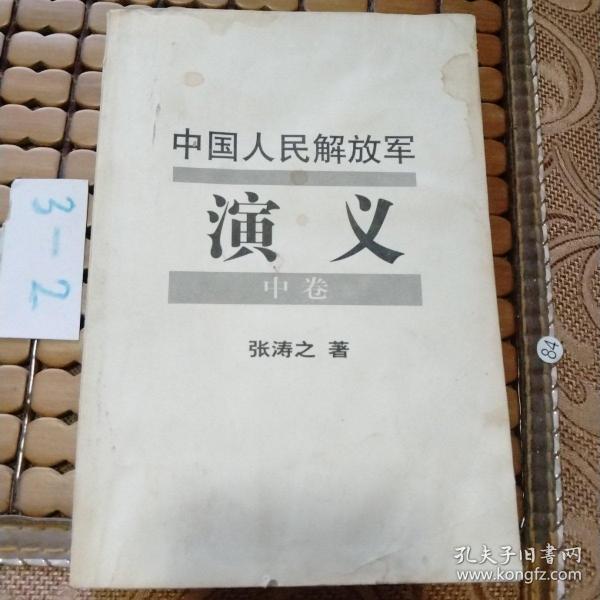 中国人民解放军
演义
中卷
张涛之 著
3-2
84
孔夫子旧书网
www.kongfz.com